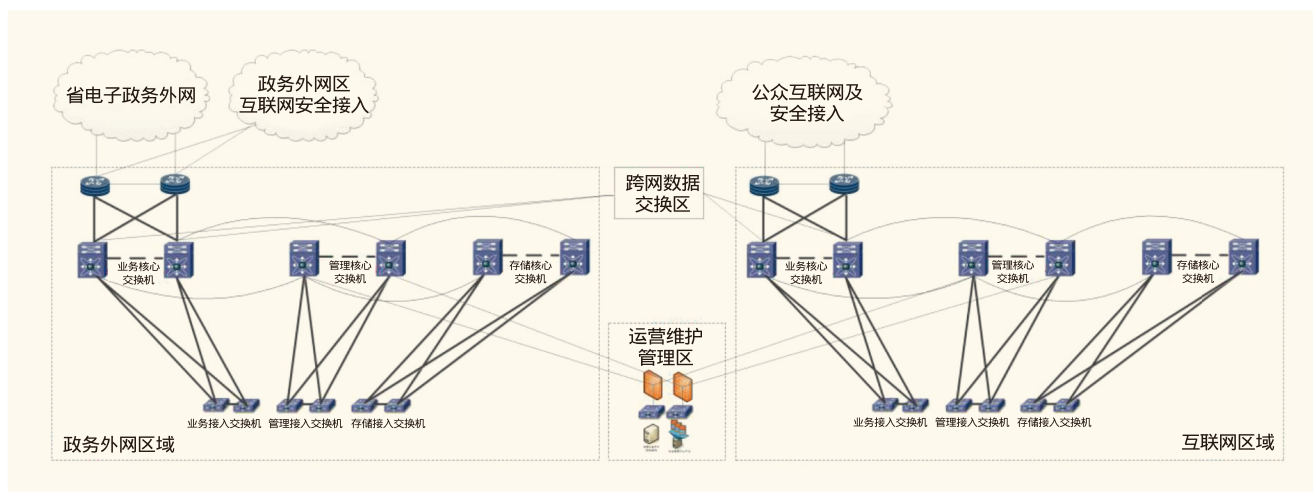 省电子政务外网
政务外网区
互联网安全接入
公众互联网及
安全接入
跨网数据
交换区
业务核心
交换机
管理核心
交换机
存储核心
交换机
业务核心
交换机
管理核心
交换机
存储核心
交换机
运营维护
管理区
业务接入交换机
管理接入交换机
存储接入交换机
业务接入交换机
管理接入交换机
存储接入交换机
政务外网区域
互联网区域